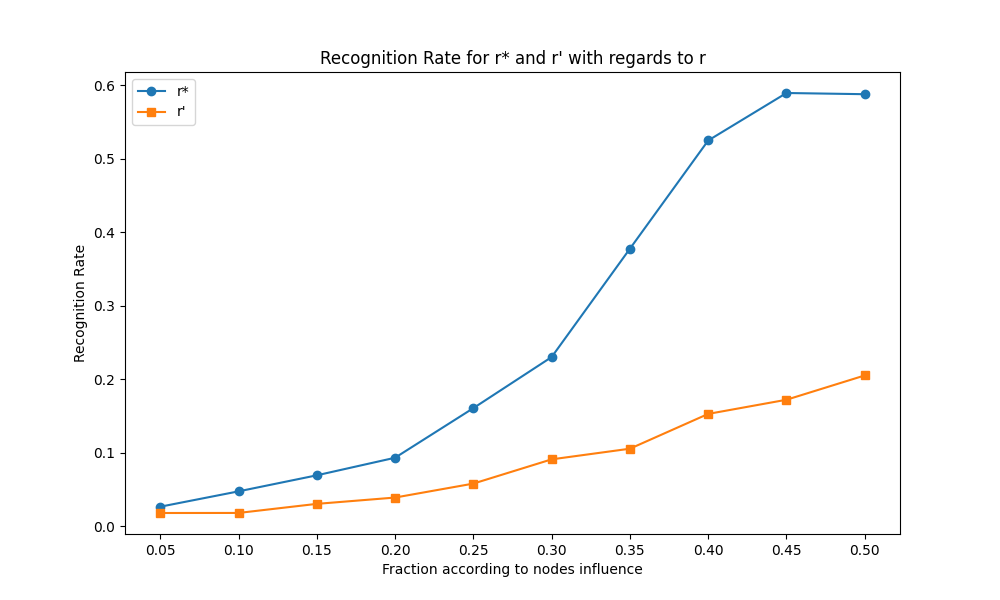 Recognition Rate for r* and r' with regards to r
r*
r'
Recognition Rate
0.6
0.5
0.4
0.3
0.2
0.1
0.0
0.05 0.10 0.15 0.20 0.25 0.30 0.35 0.40 0.45 0.50
Fraction according to nodes influence